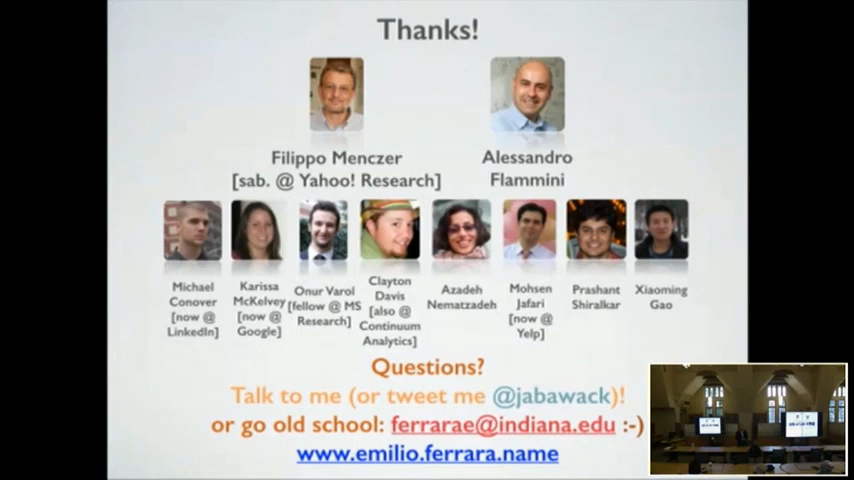 Thanks!
Filippo Menczer
[sab. @ Yahoo! Research]
Alessandro
Flammini
Michael
Conover
[now @
LinkedIn]
Karissa
McKelvey
[now @
Google]
Onur Varol
[fellow @ MS
Research]
Clayton
Davis
[also @
Continuum
Analytics]
Azadeh
Nematzadeh
Mohsen
Jafari
[now @
Yelp]
Prashant
Shiralkar
Xiaoming
Gao
Questions?
Talk to me (or tweet me @jabawack)!
or go old school: ferrarae@indiana.edu :-)
www.emilio.ferrara.name